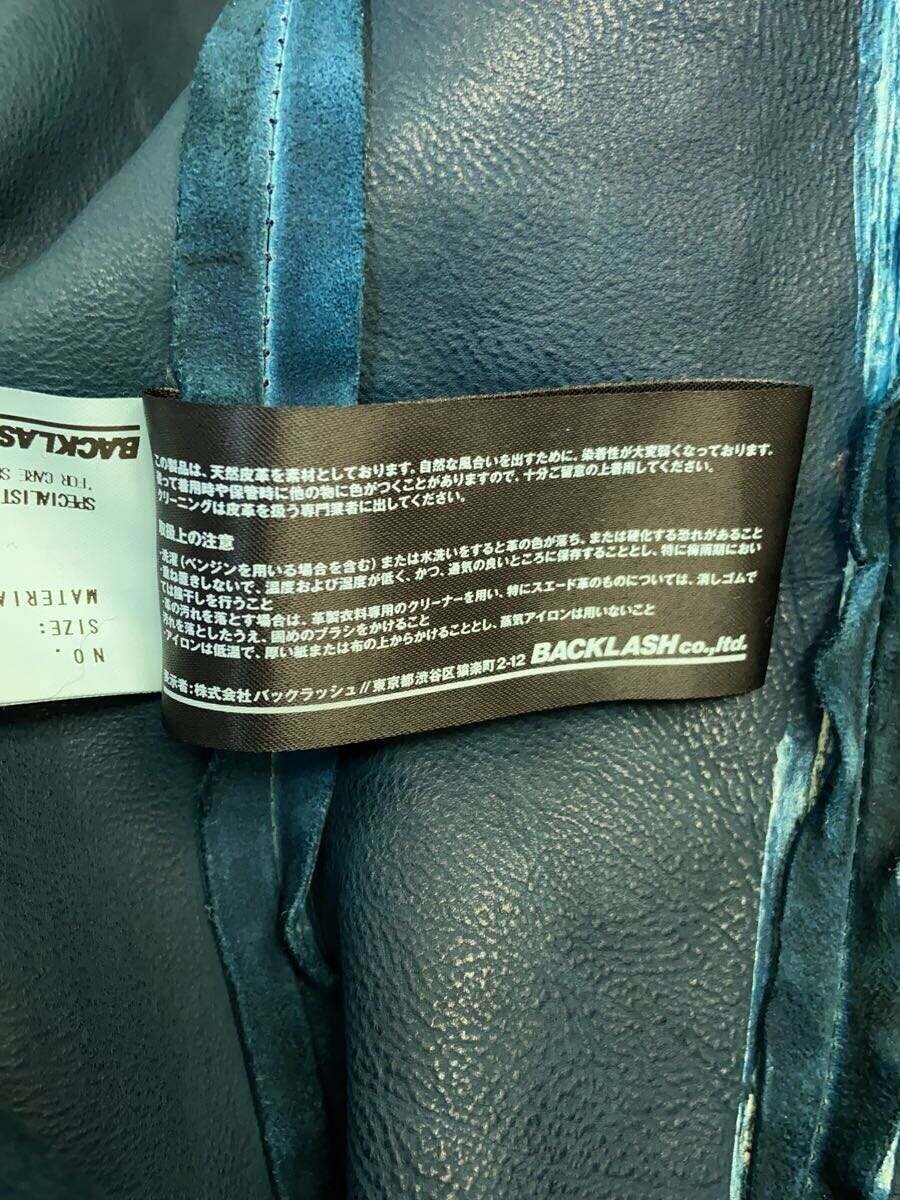 この製品は、天然皮革を素材としております。自然な風合いを出すために、染着性が大変弱くなっております。
従って着用時や保管時に他の物に色がつくことがありますので、十分ご留意の上着用してください。
クリーニングは皮革を扱う専門業者に出してください。
取扱上の注意
・洗濯(ベンジンを用いる場合を含む)または水洗いをすると革の色が落ち、または硬化する恐れがあること
・重ね置きしないで、温度および湿度が低く、かつ、通気の良いところに保存することとし、特に梅雨期におい
ては陰干しを行うこと
・革の汚れを落とす場合は、革製衣料専用のクリーナーを用い、特にスエード革のものについては、消しゴムで
汚れを落としたうえ、固めのブラシをかけること
・アイロンは低温で、厚い紙または布の上からかけることとし、蒸気アイロンは用いないこと
表示者:株式会社バックラッシュ//東京都渋谷区猿楽町2-12 BACKLASH co.,ltd.
BACKLAS
SPECIALIST
"FOR CARE S
MATERIA
SIZE:
NO.